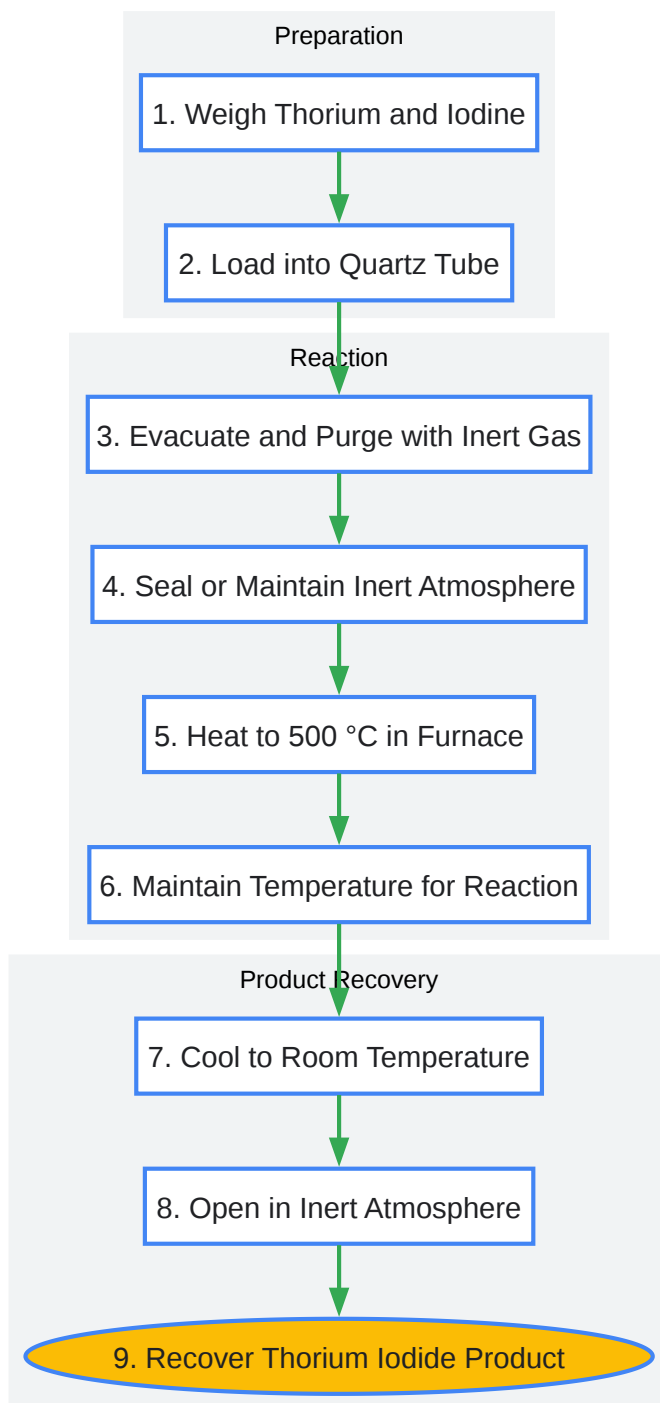 Preparation
1. Weigh Thorium and Iodine
2. Load into Quartz Tube
Reaction
3. Evacuate and Purge with Inert Gas
4. Seal or Maintain Inert Atmosphere
5. Heat to 500 °C in Furnace
6. Maintain Temperature for Reaction
Product Recovery
7. Cool to Room Temperature
8. Open in Inert Atmosphere
9. Recover Thorium Iodide Product